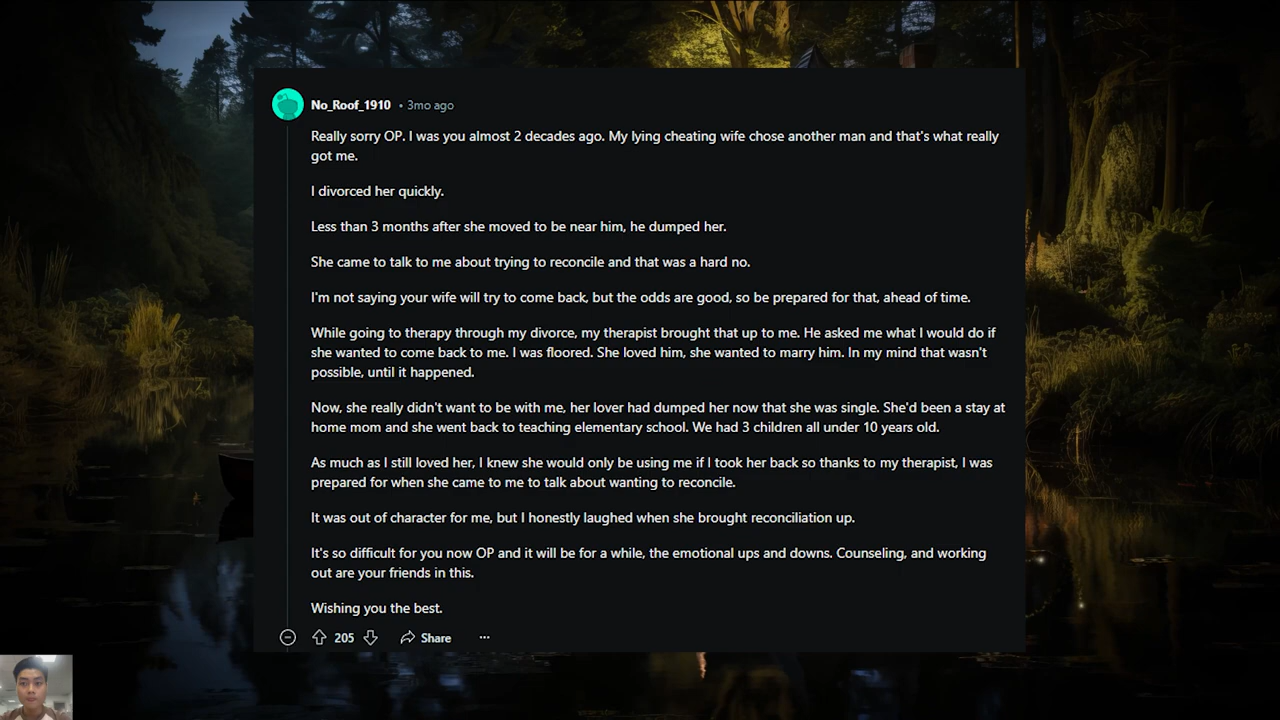 No_Roof_1910 • 3mo ago
Really sorry OP. I was you almost 2 decades ago. My lying cheating wife chose another man and that's what really
got me.
I divorced her quickly.
Less than 3 months after she moved to be near him, he dumped her.
She came to talk to me about trying to reconcile and that was a hard no.
I'm not saying your wife will try to come back, but the odds are good, so be prepared for that, ahead of time.
While going to therapy through my divorce, my therapist brought that up to me. He asked me what I would do if
she wanted to come back to me. I was floored. She loved him, she wanted to marry him. In my mind that wasn't
possible, until it happened.
Now, she really didn't want to be with me, her lover had dumped her now that she was single. She'd been a stay at
home mom and she went back to teaching elementary school. We had 3 children all under 10 years old.
As much as I still loved her, I knew she would only be using me if I took her back so thanks to my therapist, I was
prepared for when she came to me to talk about wanting to reconcile.
It was out of character for me, but I honestly laughed when she brought reconciliation up.
It's so difficult for you now OP and it will be for a while, the emotional ups and downs. Counseling, and working
out are your friends in this.
Wishing you the best.
205 Share ...